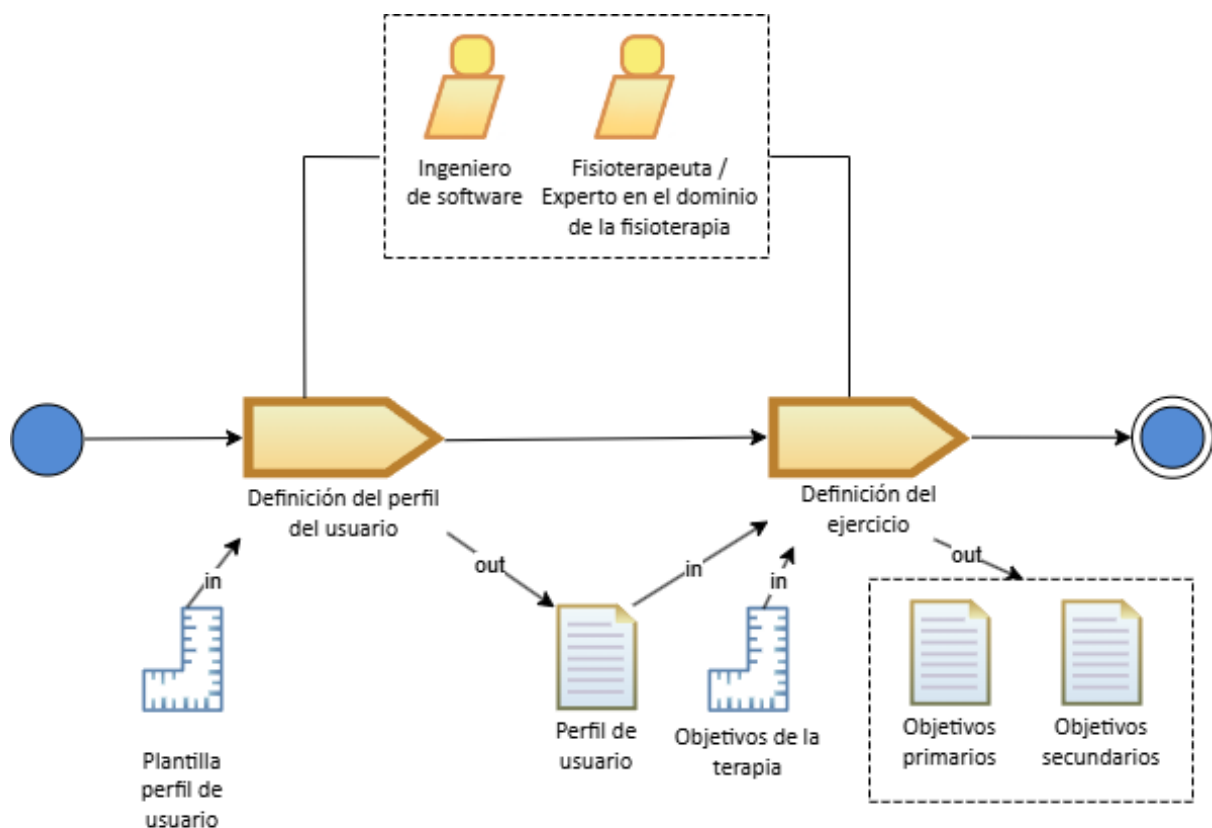 Ingeniero
de software
Fisioterapeuta /
Experto en el dominio
de la fisioterapia
Definición del perfil
del usuario
Definición del
ejercicio
in
out
in
in
out
Plantilla
perfil de
usuario
Perfil de
usuario
Objetivos de la
terapia
Objetivos
primarios
Objetivos
secundarios